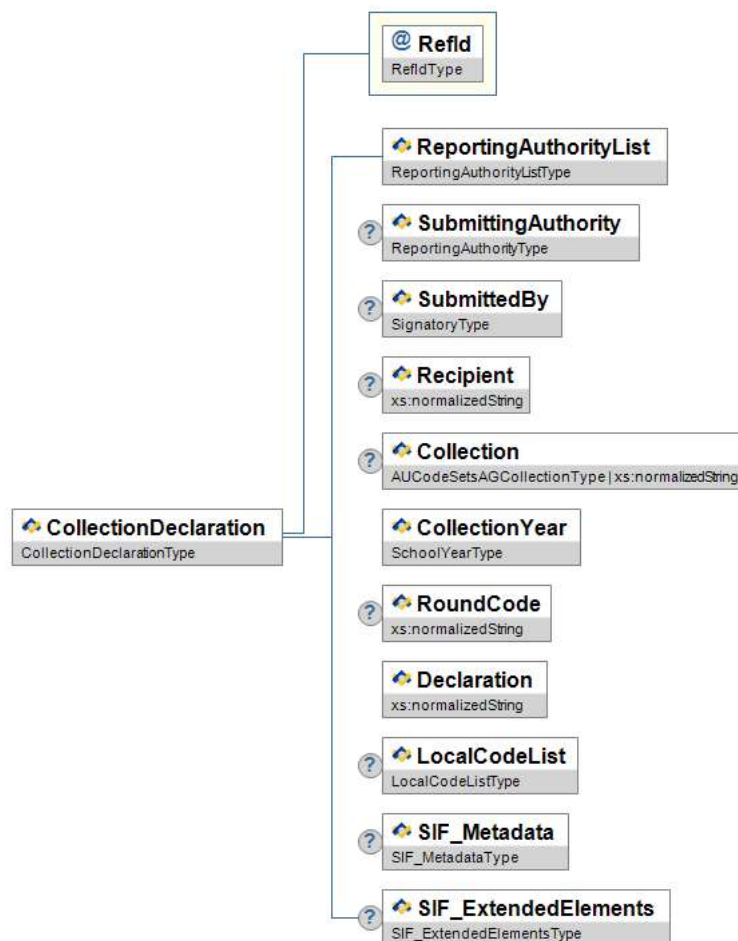 @ RefId
RefIdType
ReportingAuthorityList
ReportingAuthorityListType
? SubmittingAuthority
ReportingAuthorityType
? SubmittedBy
SignatoryType
? Recipient
xs:normalizedString
? Collection
AUCodeSetsAGCollectionType|xs:normalizedString
CollectionDeclaration
CollectionDeclarationType
CollectionYear
SchoolYearType
? RoundCode
xs:normalizedString
Declaration
xs:normalizedString
? LocalCodeList
LocalCodeListType
? SIF_Metadata
SIF_MetadataType
? SIF_ExtendedElements
SIF_ExtendedElementsType